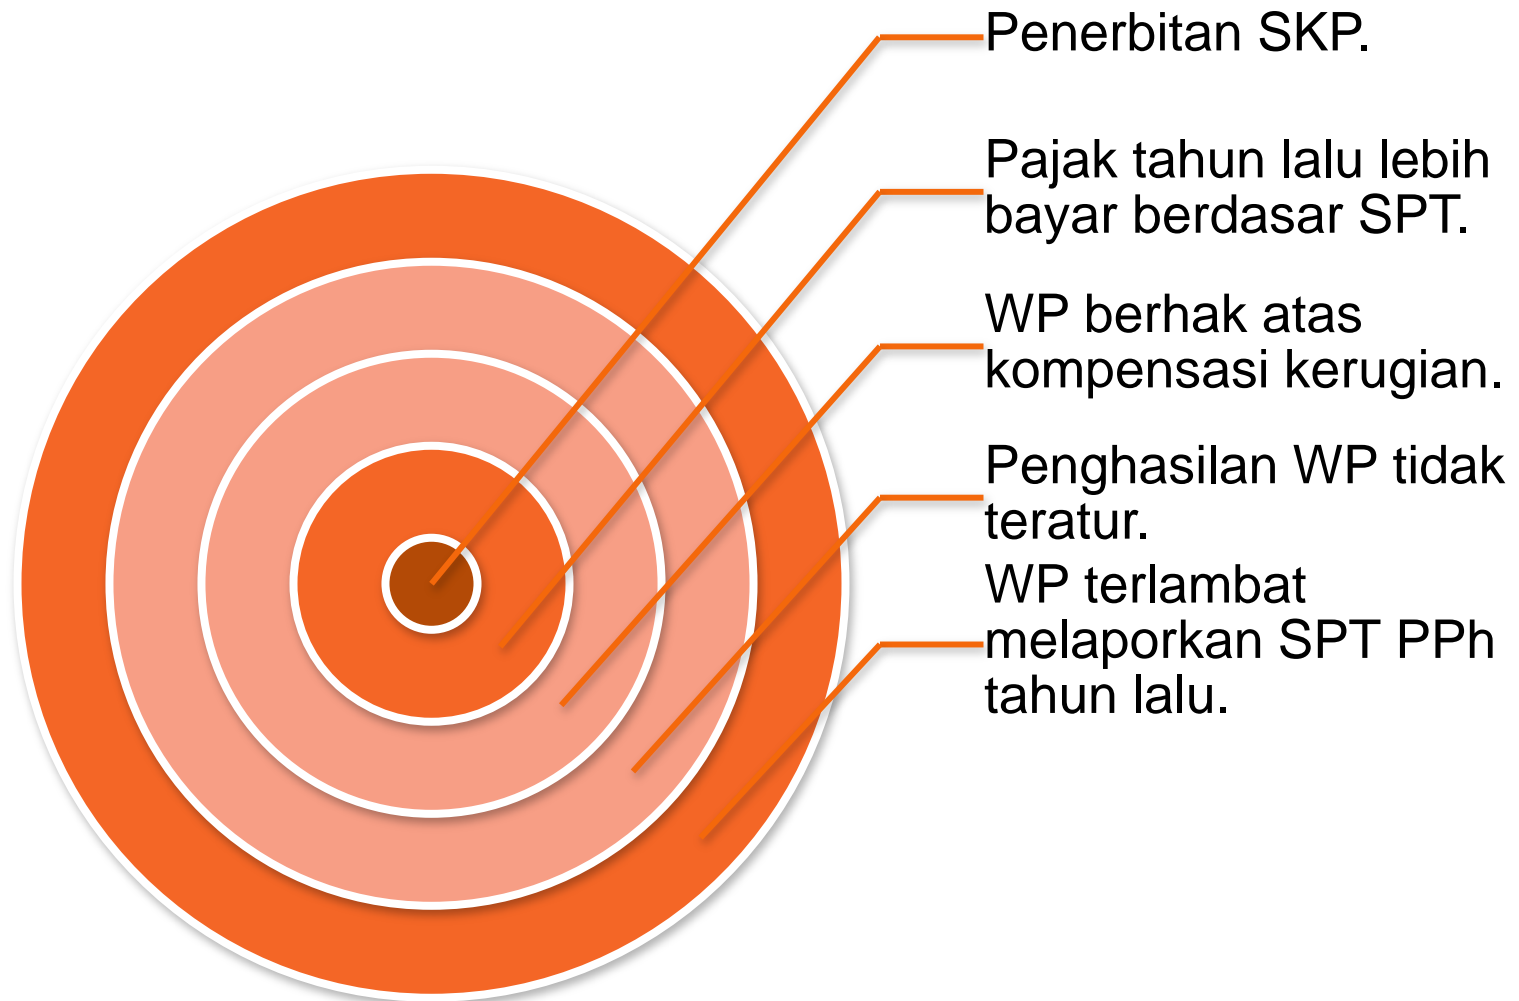 Penerbitan SKP.
Pajak tahun lalu lebih
bayar berdasar SPT.
WP berhak atas
kompensasi kerugian.
Penghasilan WP tidak
teratur.
WP terlambat
melaporkan SPT PPh
tahun lalu.